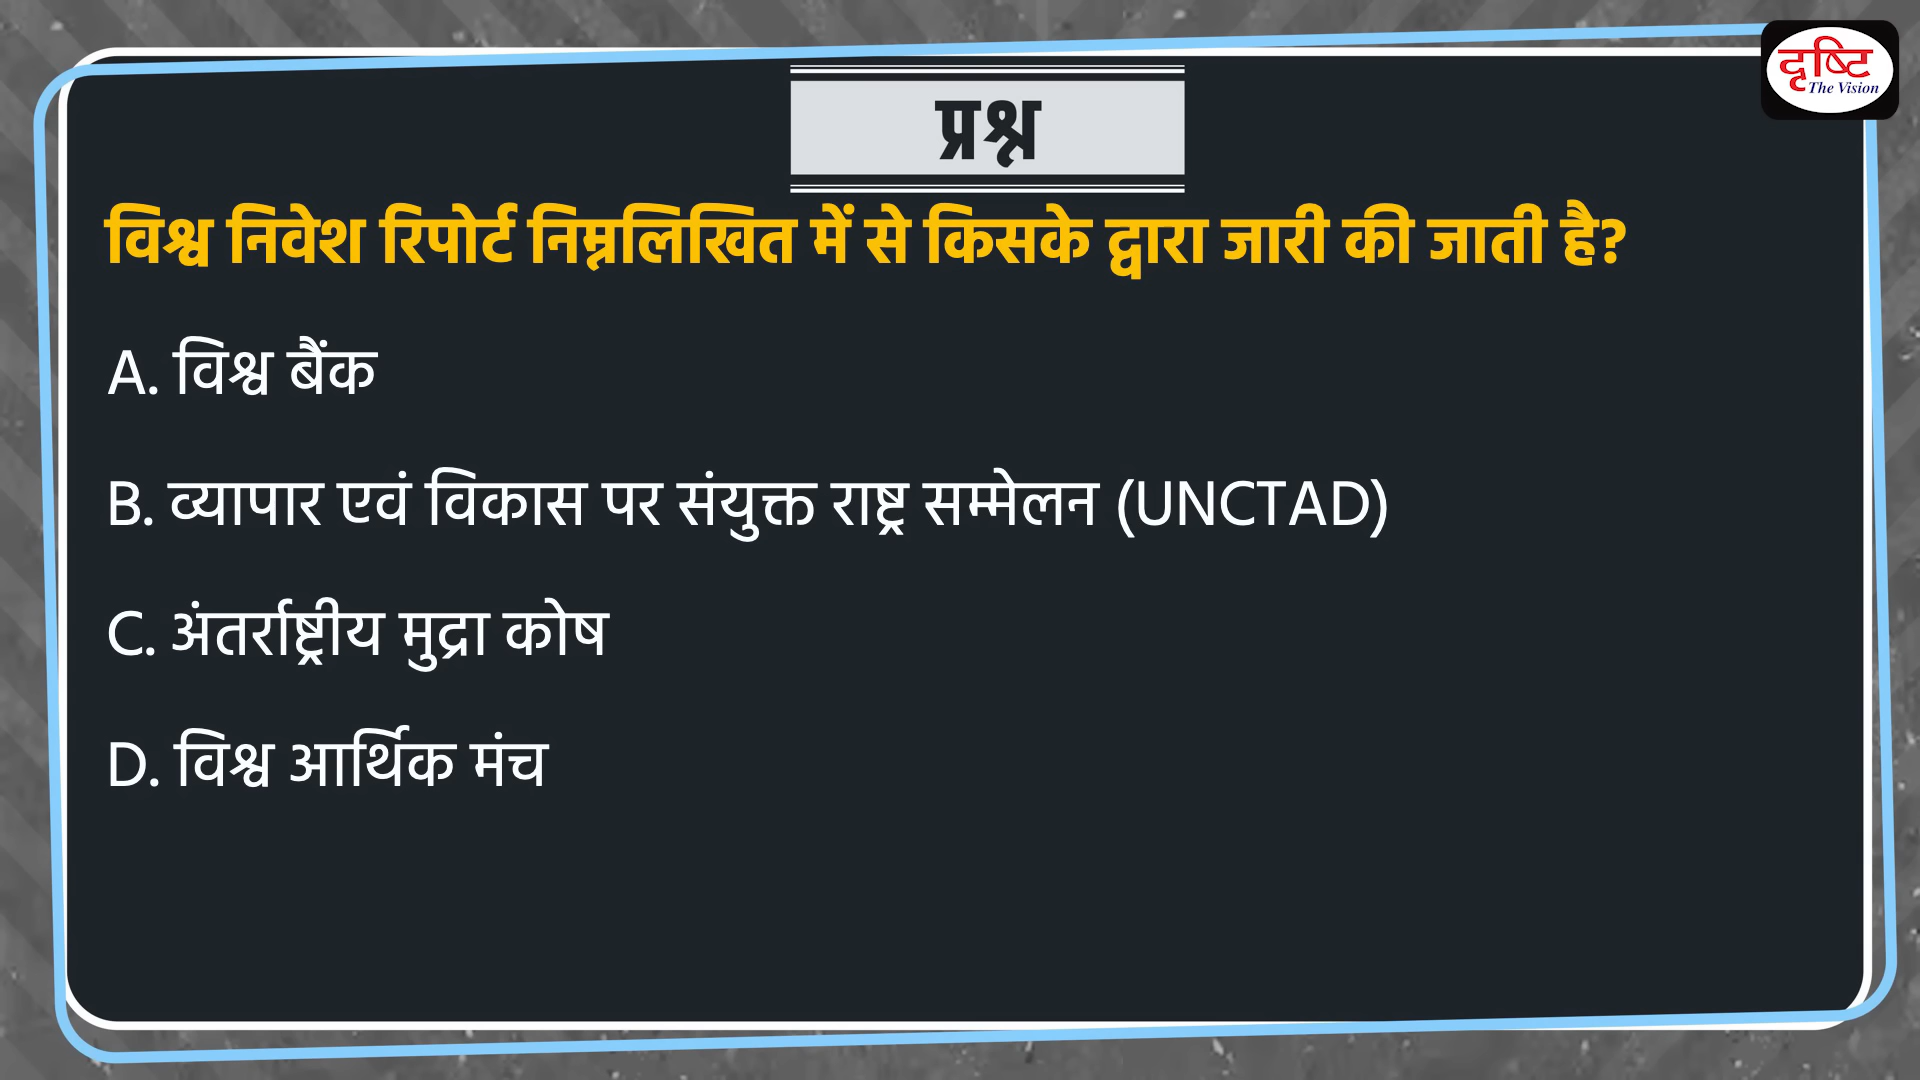 दृष्टि
The Vision
प्रश्न
विश्व निवेश रिपोर्ट निम्नलिखित में से किसके द्वारा जारी की जाती है?
A. विश्व बैंक
B. व्यापार एवं विकास पर संयुक्त राष्ट्र सम्मेलन (UNCTAD)
C. अंतर्राष्ट्रीय मुद्रा कोष
D. विश्व आर्थिक मंच